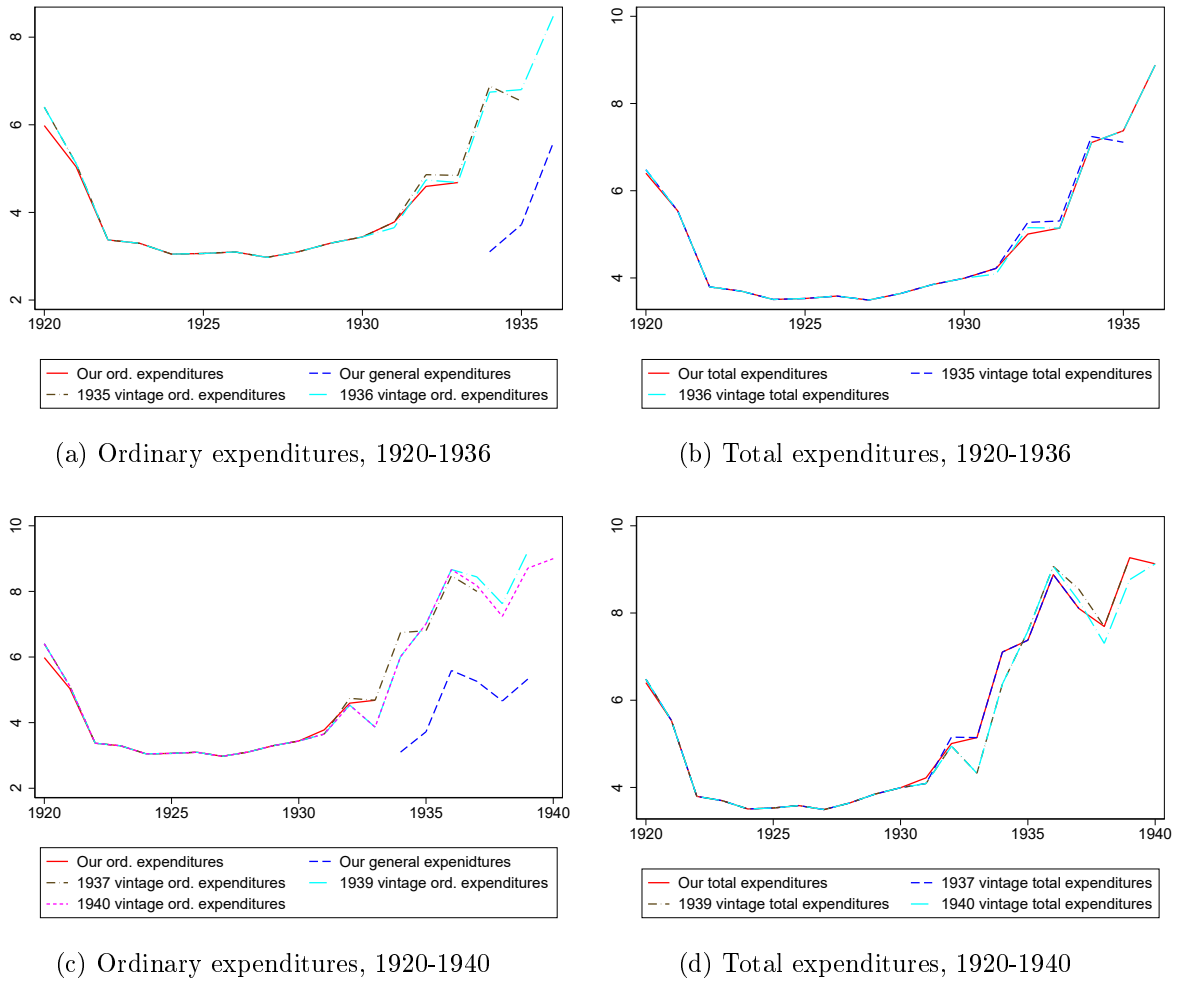 8
6
4
2
1920 1925 1930 1935
Our ord. expenditures
Our general expenditures
1935 vintage ord. expenditures
1936 vintage ord. expenditures
(a) Ordinary expenditures, 1920-1936
10
8
6
4
1920 1925 1930 1935
Our total expenditures
1935 vintage total expenditures
1936 vintage total expenditures
(b) Total expenditures, 1920-1936
10
8
6
4
2
1920 1925 1930 1935 1940
Our ord. expenditures
Our general expenidtures
1937 vintage ord. expenditures
1939 vintage ord. expenditures
1940 vintage ord. expenditures
(c) Ordinary expenditures, 1920-1940
10
8
6
4
1920 1925 1930 1935 1940
Our total expenditures
1937 vintage total expenditures
1939 vintage total expenditures
1940 vintage total expenditures
(d) Total expenditures, 1920-1940